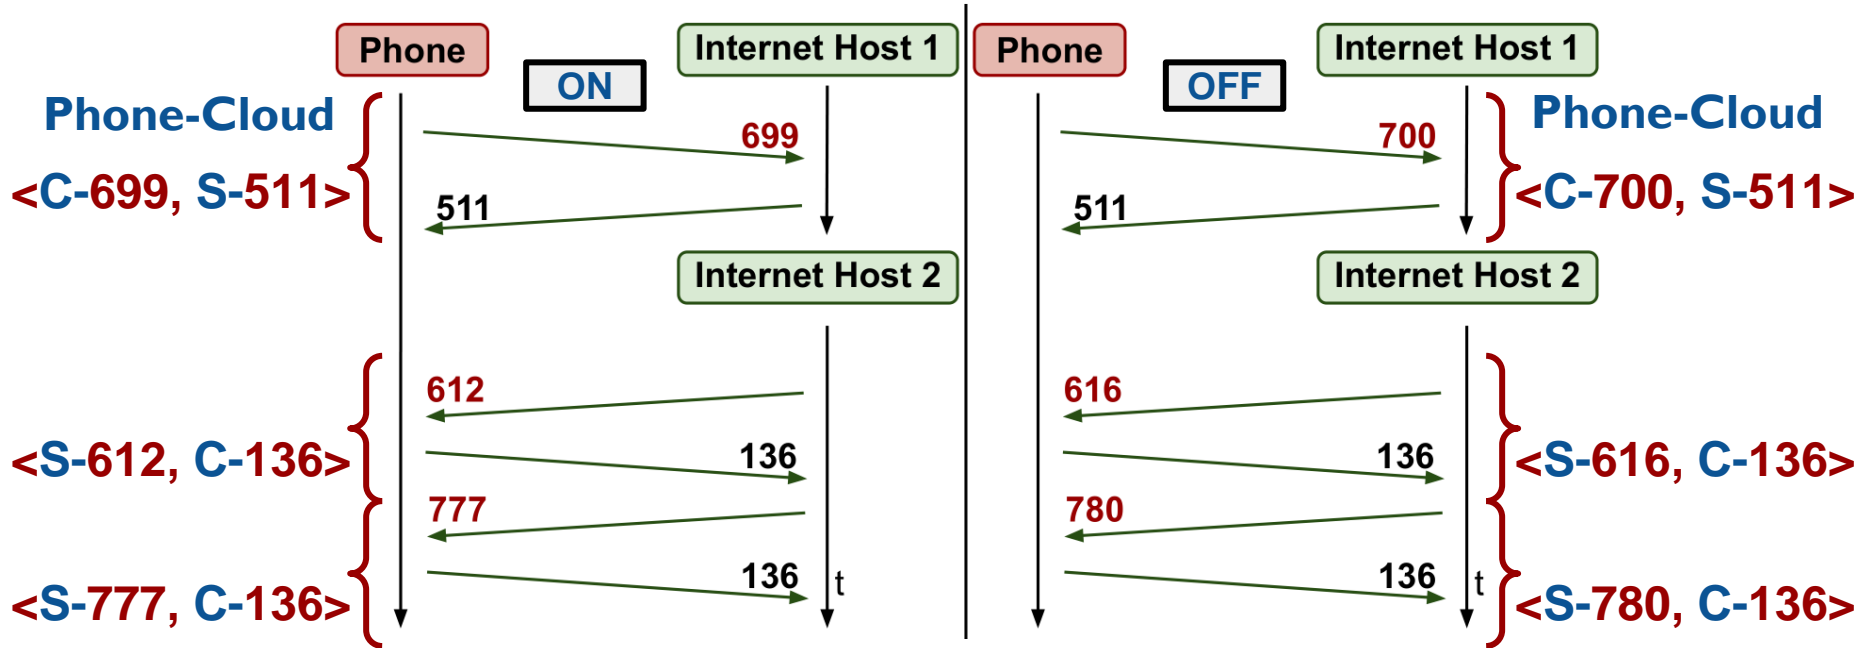 Phone
ON
Internet Host 1
Phone-Cloud
699
<C-699, S-511>
511
Internet Host 2
612
<S-612, C-136>
136
777
<S-777, C-136>
136
t
Phone
OFF
Internet Host 1
Phone-Cloud
700
<C-700, S-511>
511
Internet Host 2
616
136
<S-616, C-136>
780
136
t
<S-780, C-136>